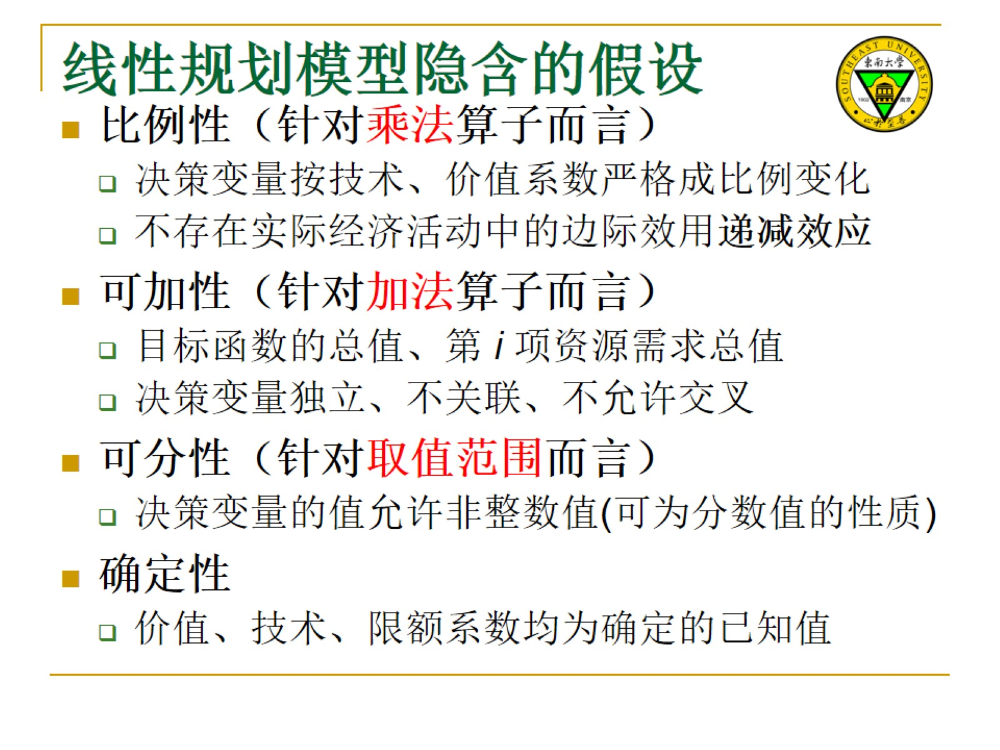 线性规划模型隐含的假设
SOUTHEAST UNIVERSITY
東南大學
1902 南京
比例性（针对乘法算子而言）
决策变量按技术、价值系数严格成比例变化
不存在实际经济活动中的边际效用递减效应
可加性（针对加法算子而言）
目标函数的总值、第 i 项资源需求总值
决策变量独立、不关联、不允许交叉
可分性（针对取值范围而言）
决策变量的值允许非整数值(可为分数值的性质)
确定性
价值、技术、限额系数均为确定的已知值